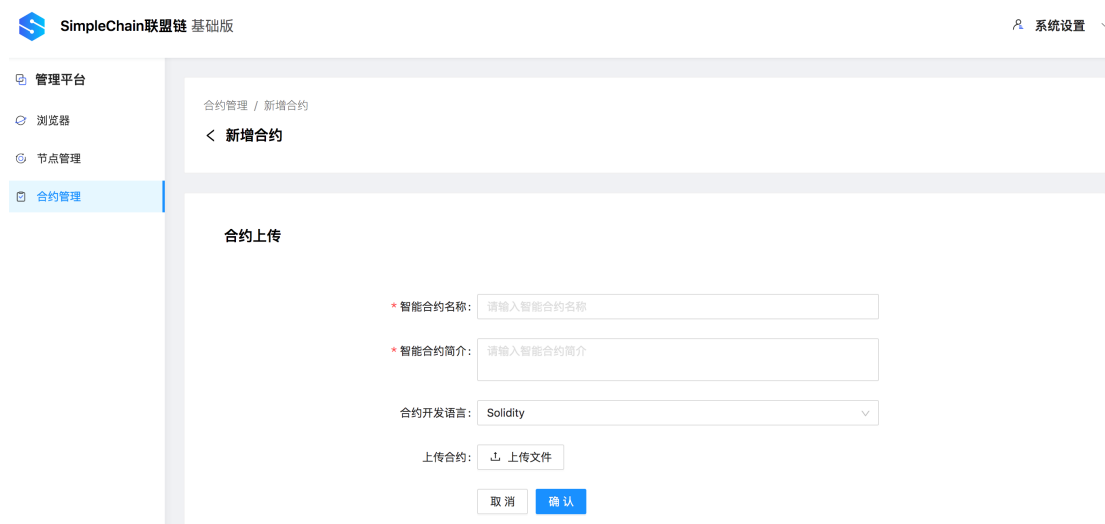 SimpleChain联盟链 基础版
系统设置
管理平台
浏览器
节点管理
合约管理
合约管理 / 新增合约
新增合约
合约上传
* 智能合约名称: 请输入智能合约名称
* 智能合约简介: 请输入智能合约简介
合约开发语言: Solidity
上传合约: 上传文件
取 消 确 认